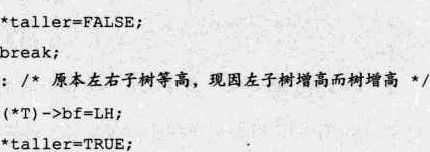 *taller=FALSE;
break;
: /* 原本左右子树等高，现因左子树增高而树增高 */
(*T)->bf=LH;
*taller=TRUE;